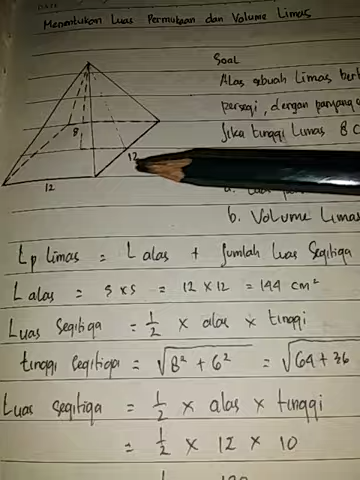 Menentukan Luas Permukaan dan Volume Limas
Soal
Alas sebuah Limas
persegi, dengan panjang
Jika tinggi Limas 8 C
8
12
12
a.
b. Volume Limas
Lp Limas = L alas + Jumlah Luas Segitiga
L alas = s x s = 12 x 12 = 144 cm²
Luas Segitiga = 1/2 x alas x tinggi
tinggi segitiga = √8² + 6² = √64 + 36
Luas Segitiga = 1/2 x alas x tinggi
= 1/2 x 12 x 10